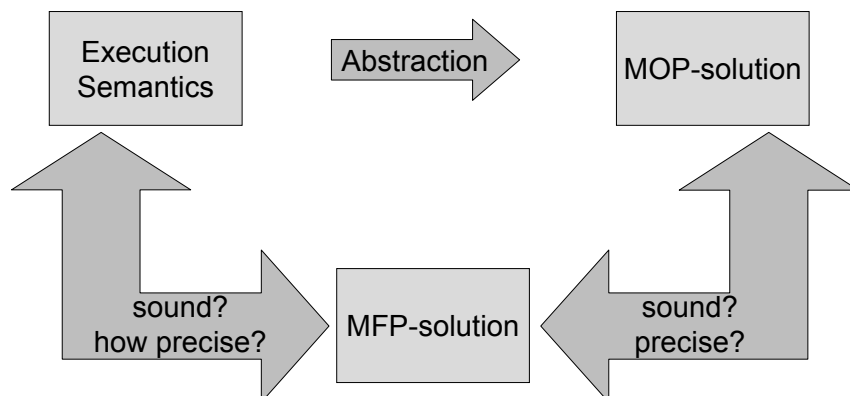 Execution
Semantics
Abstraction
MOP-solution
sound?
how precise?
MFP-solution
sound?
precise?